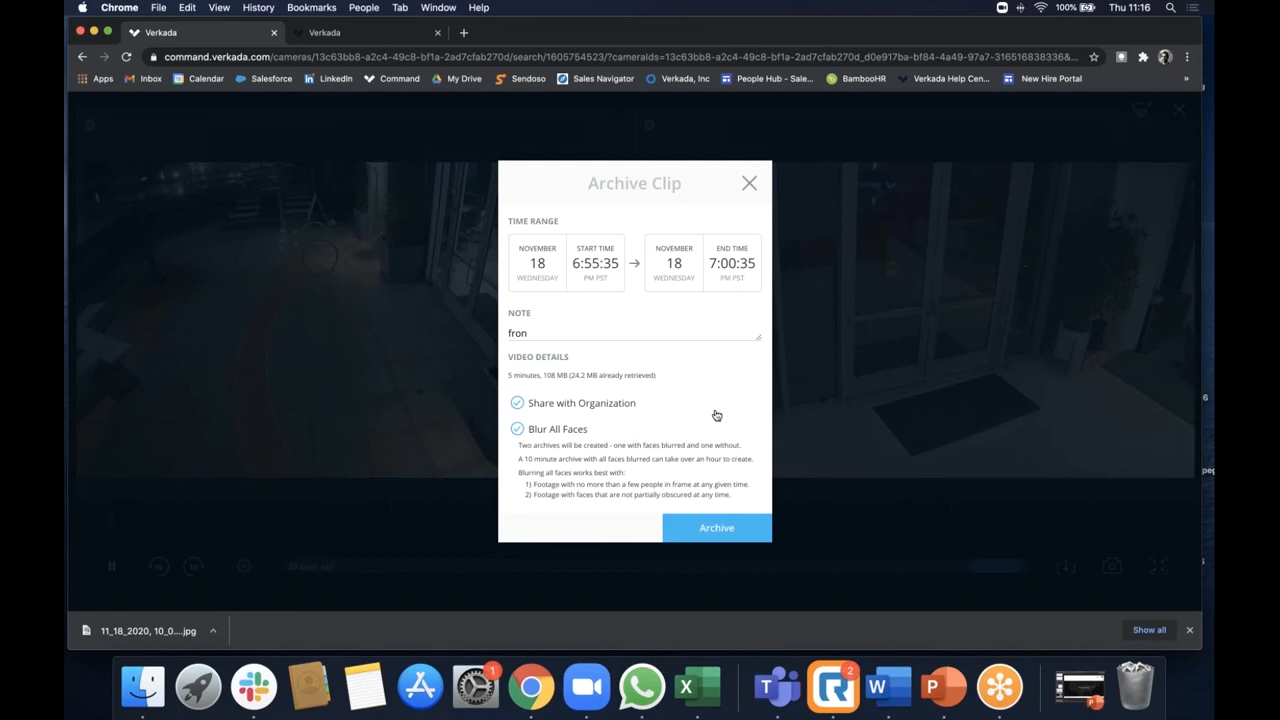 Chrome File Edit View History Bookmarks People Tab Window Help 100% Thu 11:16
Verkada Verkada
command.verkada.com/cameras/13c63bb8-a2c4-49c8-bf1a-2ad7cfab270d/search/1605754523/?cameraIds=13c63bb8-a2c4-49c8-bf1a-2ad7cfab270d_d0e917ba-bf84-4a49-97a7-316516838336&...
Apps Inbox Calendar Salesforce LinkedIn Command My Drive Sendoso Sales Navigator Verkada, Inc People Hub - Sale... BambooHR Verkada Help Cen... New Hire Portal »
Archive Clip
TIME RANGE
NOVEMBER START TIME NOVEMBER END TIME
18 6:55:35 → 18 7:00:35
WEDNESDAY PM PST WEDNESDAY PM PST
NOTE
fron
VIDEO DETAILS
5 minutes, 108 MB (24.2 MB already retrieved)
Share with Organization
Blur All Faces
Two archives will be created - one with faces blurred and one without.
A 10 minute archive with all faces blurred can take over an hour to create.
Blurring all faces works best with:
1) Footage with no more than a few people in frame at any given time.
2) Footage with faces that are not partially obscured at any time.
Archive
11_18_2020, 10_0....jpg Show all
1 2